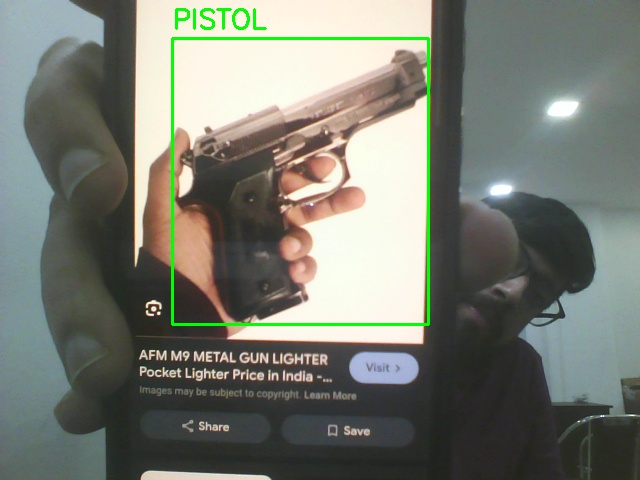 PISTOL
AFM M9 METAL GUN LIGHTER
Pocket Lighter Price in India -...
Visit >
Images may be subject to copyright. Learn More
Share
Save